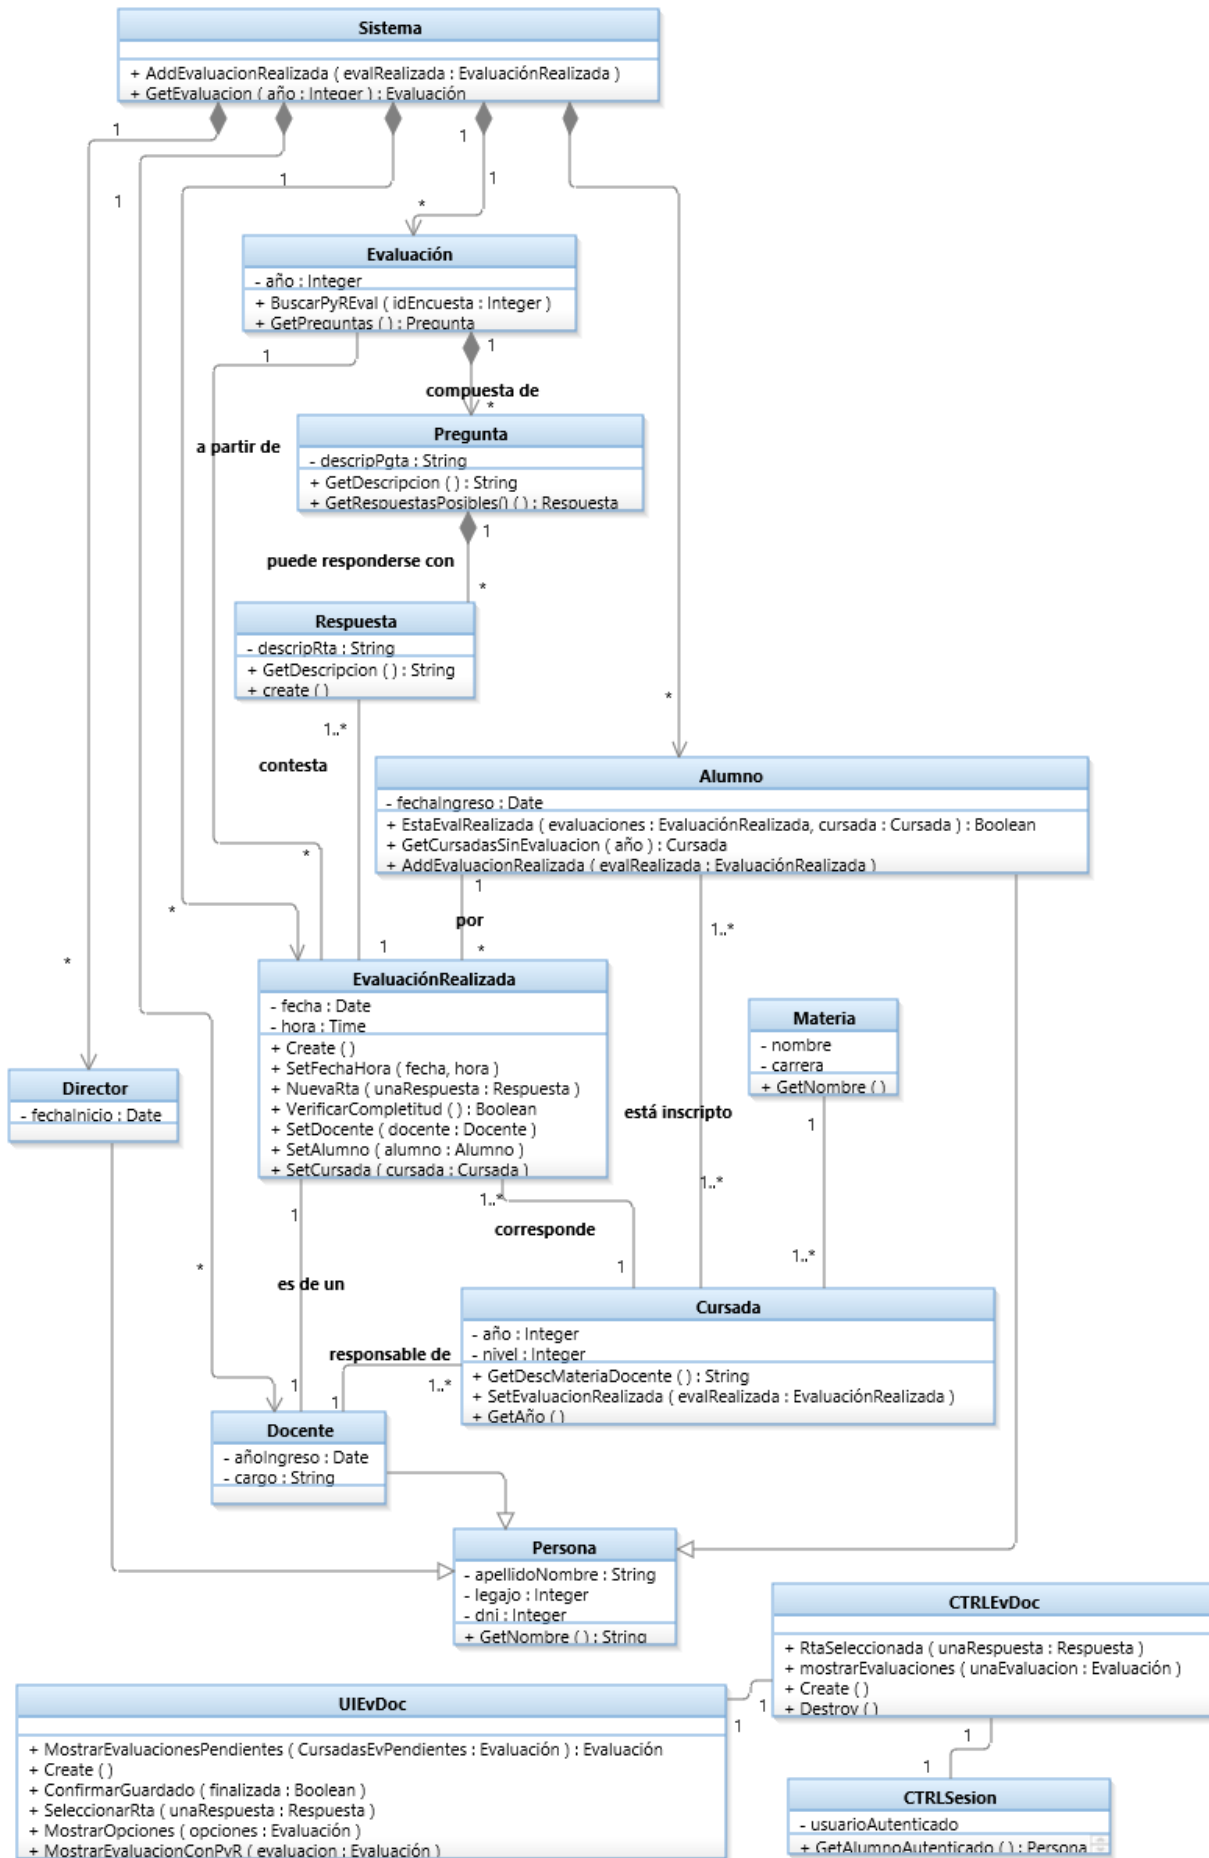 Sistema
+ AddEvaluacionRealizada ( evalRealizada : EvaluaciónRealizada )
+ GetEvaluacion ( año : Integer ) : Evaluación
1
1
1
1
1
*
Evaluación
- año : Integer
+ BuscarPyREval ( idEncuesta : Integer )
+ GetPreguntas ( ) : Pregunta
1
1
compuesta de
*
a partir de
Pregunta
- descripPgta : String
+ GetDescripcion ( ) : String
+ GetRespuestasPosibles() ( ) : Respuesta
1
puede responderse con
*
Respuesta
- descripRta : String
+ GetDescripcion ( ) : String
+ create ( )
*
1..*
contesta
Alumno
- fechaIngreso : Date
+ EstaEvalRealizada ( evaluaciones : EvaluaciónRealizada, cursada : Cursada ) : Boolean
+ GetCursadasSinEvaluacion ( año ) : Cursada
+ AddEvaluacionRealizada ( evalRealizada : EvaluaciónRealizada )
*
1
*
por
1..*
1
*
*
EvaluaciónRealizada
- fecha : Date
- hora : Time
+ Create ( )
+ SetFechaHora ( fecha, hora )
+ NuevaRta ( unaRespuesta : Respuesta )
+ VerificarCompletitud ( ) : Boolean
+ SetDocente ( docente : Docente )
+ SetAlumno ( alumno : Alumno )
+ SetCursada ( cursada : Cursada )
Materia
- nombre
- carrera
+ GetNombre ( )
Director
- fechaInicio : Date
está inscripto
1
1..*
1..*
1
corresponde
1..*
1
*
es de un
Cursada
- año : Integer
- nivel : Integer
+ GetDescMateriaDocente ( ) : String
+ SetEvaluacionRealizada ( evalRealizada : EvaluaciónRealizada )
+ GetAño ( )
responsable de
1..*
1
1
Docente
- añoIngreso : Date
- cargo : String
Persona
- apellidoNombre : String
- legajo : Integer
- dni : Integer
+ GetNombre ( ) : String
CTRLEvDoc
+ RtaSeleccionada ( unaRespuesta : Respuesta )
+ mostrarEvaluaciones ( unaEvaluacion : Evaluación )
+ Create ( )
+ Destroy ( )
1
1
1
1
UIEvDoc
+ MostrarEvaluacionesPendientes ( CursadasEvPendientes : Evaluación ) : Evaluación
+ Create ( )
+ ConfirmarGuardado ( finalizada : Boolean )
+ SeleccionarRta ( unaRespuesta : Respuesta )
+ MostrarOpciones ( opciones : Evaluación )
+ MostrarEvaluacionConPyR ( evaluacion : Evaluación )
CTRLSesion
- usuarioAutenticado
+ GetAlumnoAutenticado ( ) : Persona